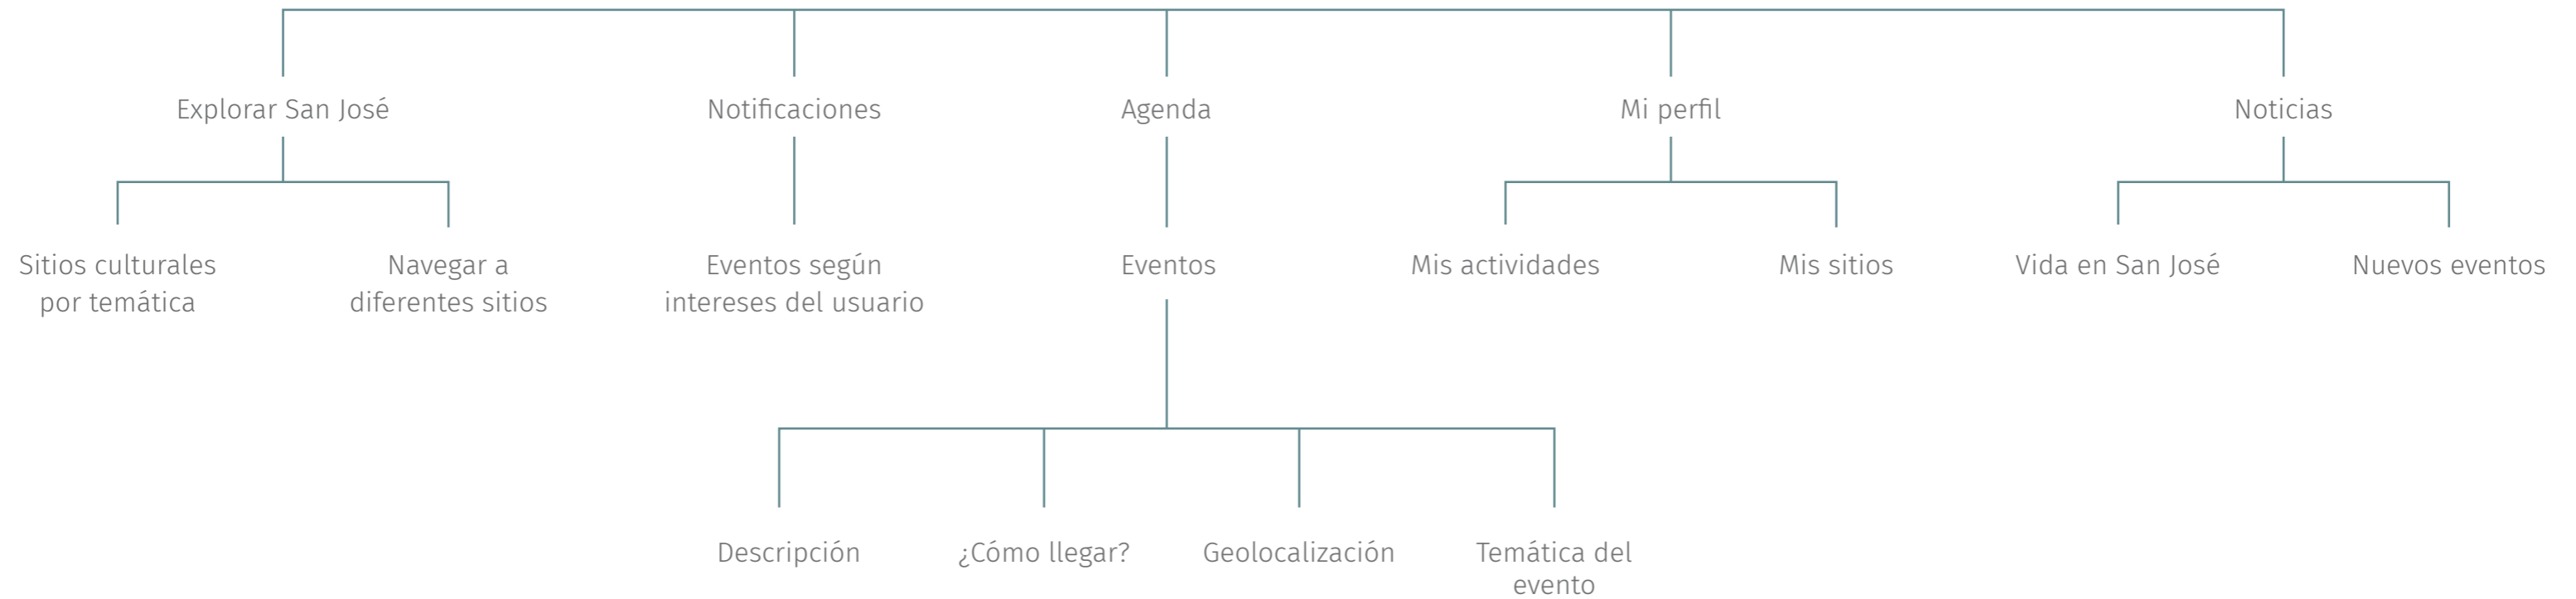 Explorar San José
Notificaciones
Agenda
Mi perfil
Noticias
Sitios culturales
por temática
Navegar a
diferentes sitios
Eventos según
intereses del usuario
Eventos
Mis actividades
Mis sitios
Vida en San José
Nuevos eventos
Descripción
¿Cómo llegar?
Geolocalización
Temática del
evento